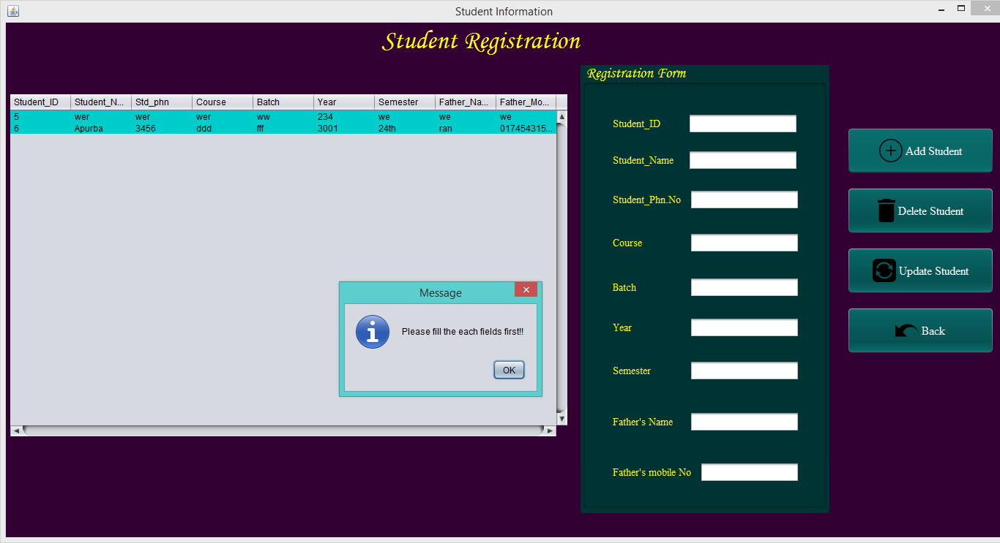 Student Information
Student Registration
Student_ID Student_N... Std_phn Course Batch Year Semester Father_Na... Father_Mo...
5 wer wer wer ww 234 we we we
6 Apurba 3456 ddd fff 3001 24th ran 017454315...
Message
Please fill the each fields first!!
OK
Registration Form
Student_ID
Student_Name
Student_Phn.No
Course
Batch
Year
Semester
Father's Name
Father's mobile No
Add Student
Delete Student
Update Student
Back